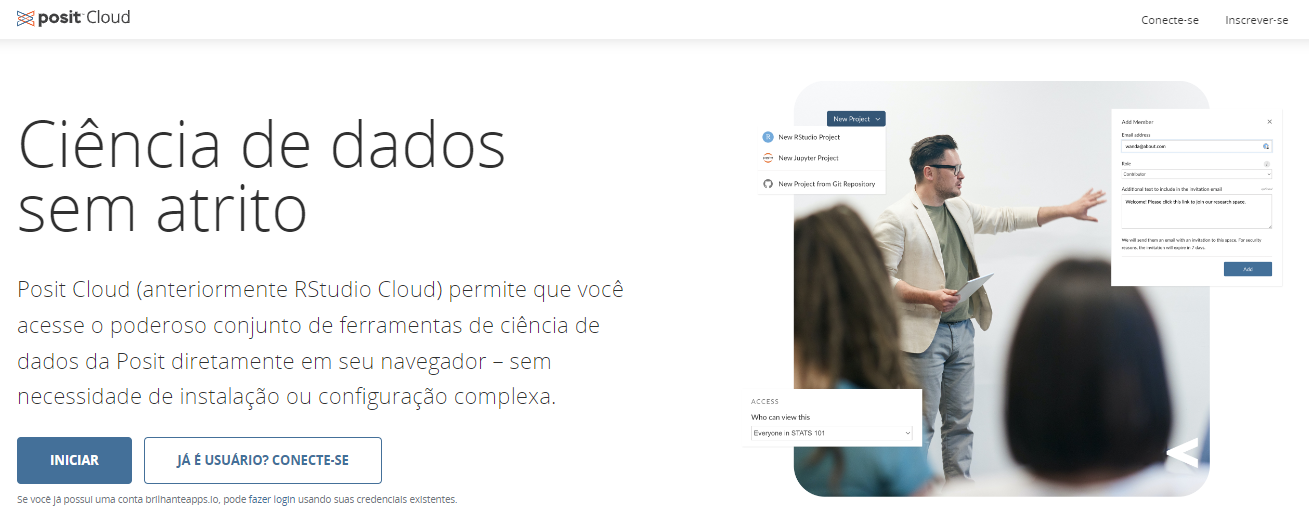 posit Cloud
Conecte-se
Inscrever-se
Ciência de dados
sem atrito
Posit Cloud (anteriormente RStudio Cloud) permite que você
acesse o poderoso conjunto de ferramentas de ciência de
dados da Posit diretamente em seu navegador – sem
necessidade de instalação ou configuração complexa.
INICIAR
JÁ É USUÁRIO? CONECTE-SE
Se você já possui uma conta brilhanteapps.io, pode fazer login usando suas credenciais existentes.
New Project
New RStudio Project
New Jupyter Project
New Project from Git Repository
Add Member
Email address
wanda@about.com
Role
Contributor
Additional text to include in the invitation email
Welcome! Please click this link to join our research space.
We will send them an email with an invitation to this space. For security
reasons, the invitation will expire in 7 days.
Add
ACCESS
Who can view this
Everyone in STATS 101